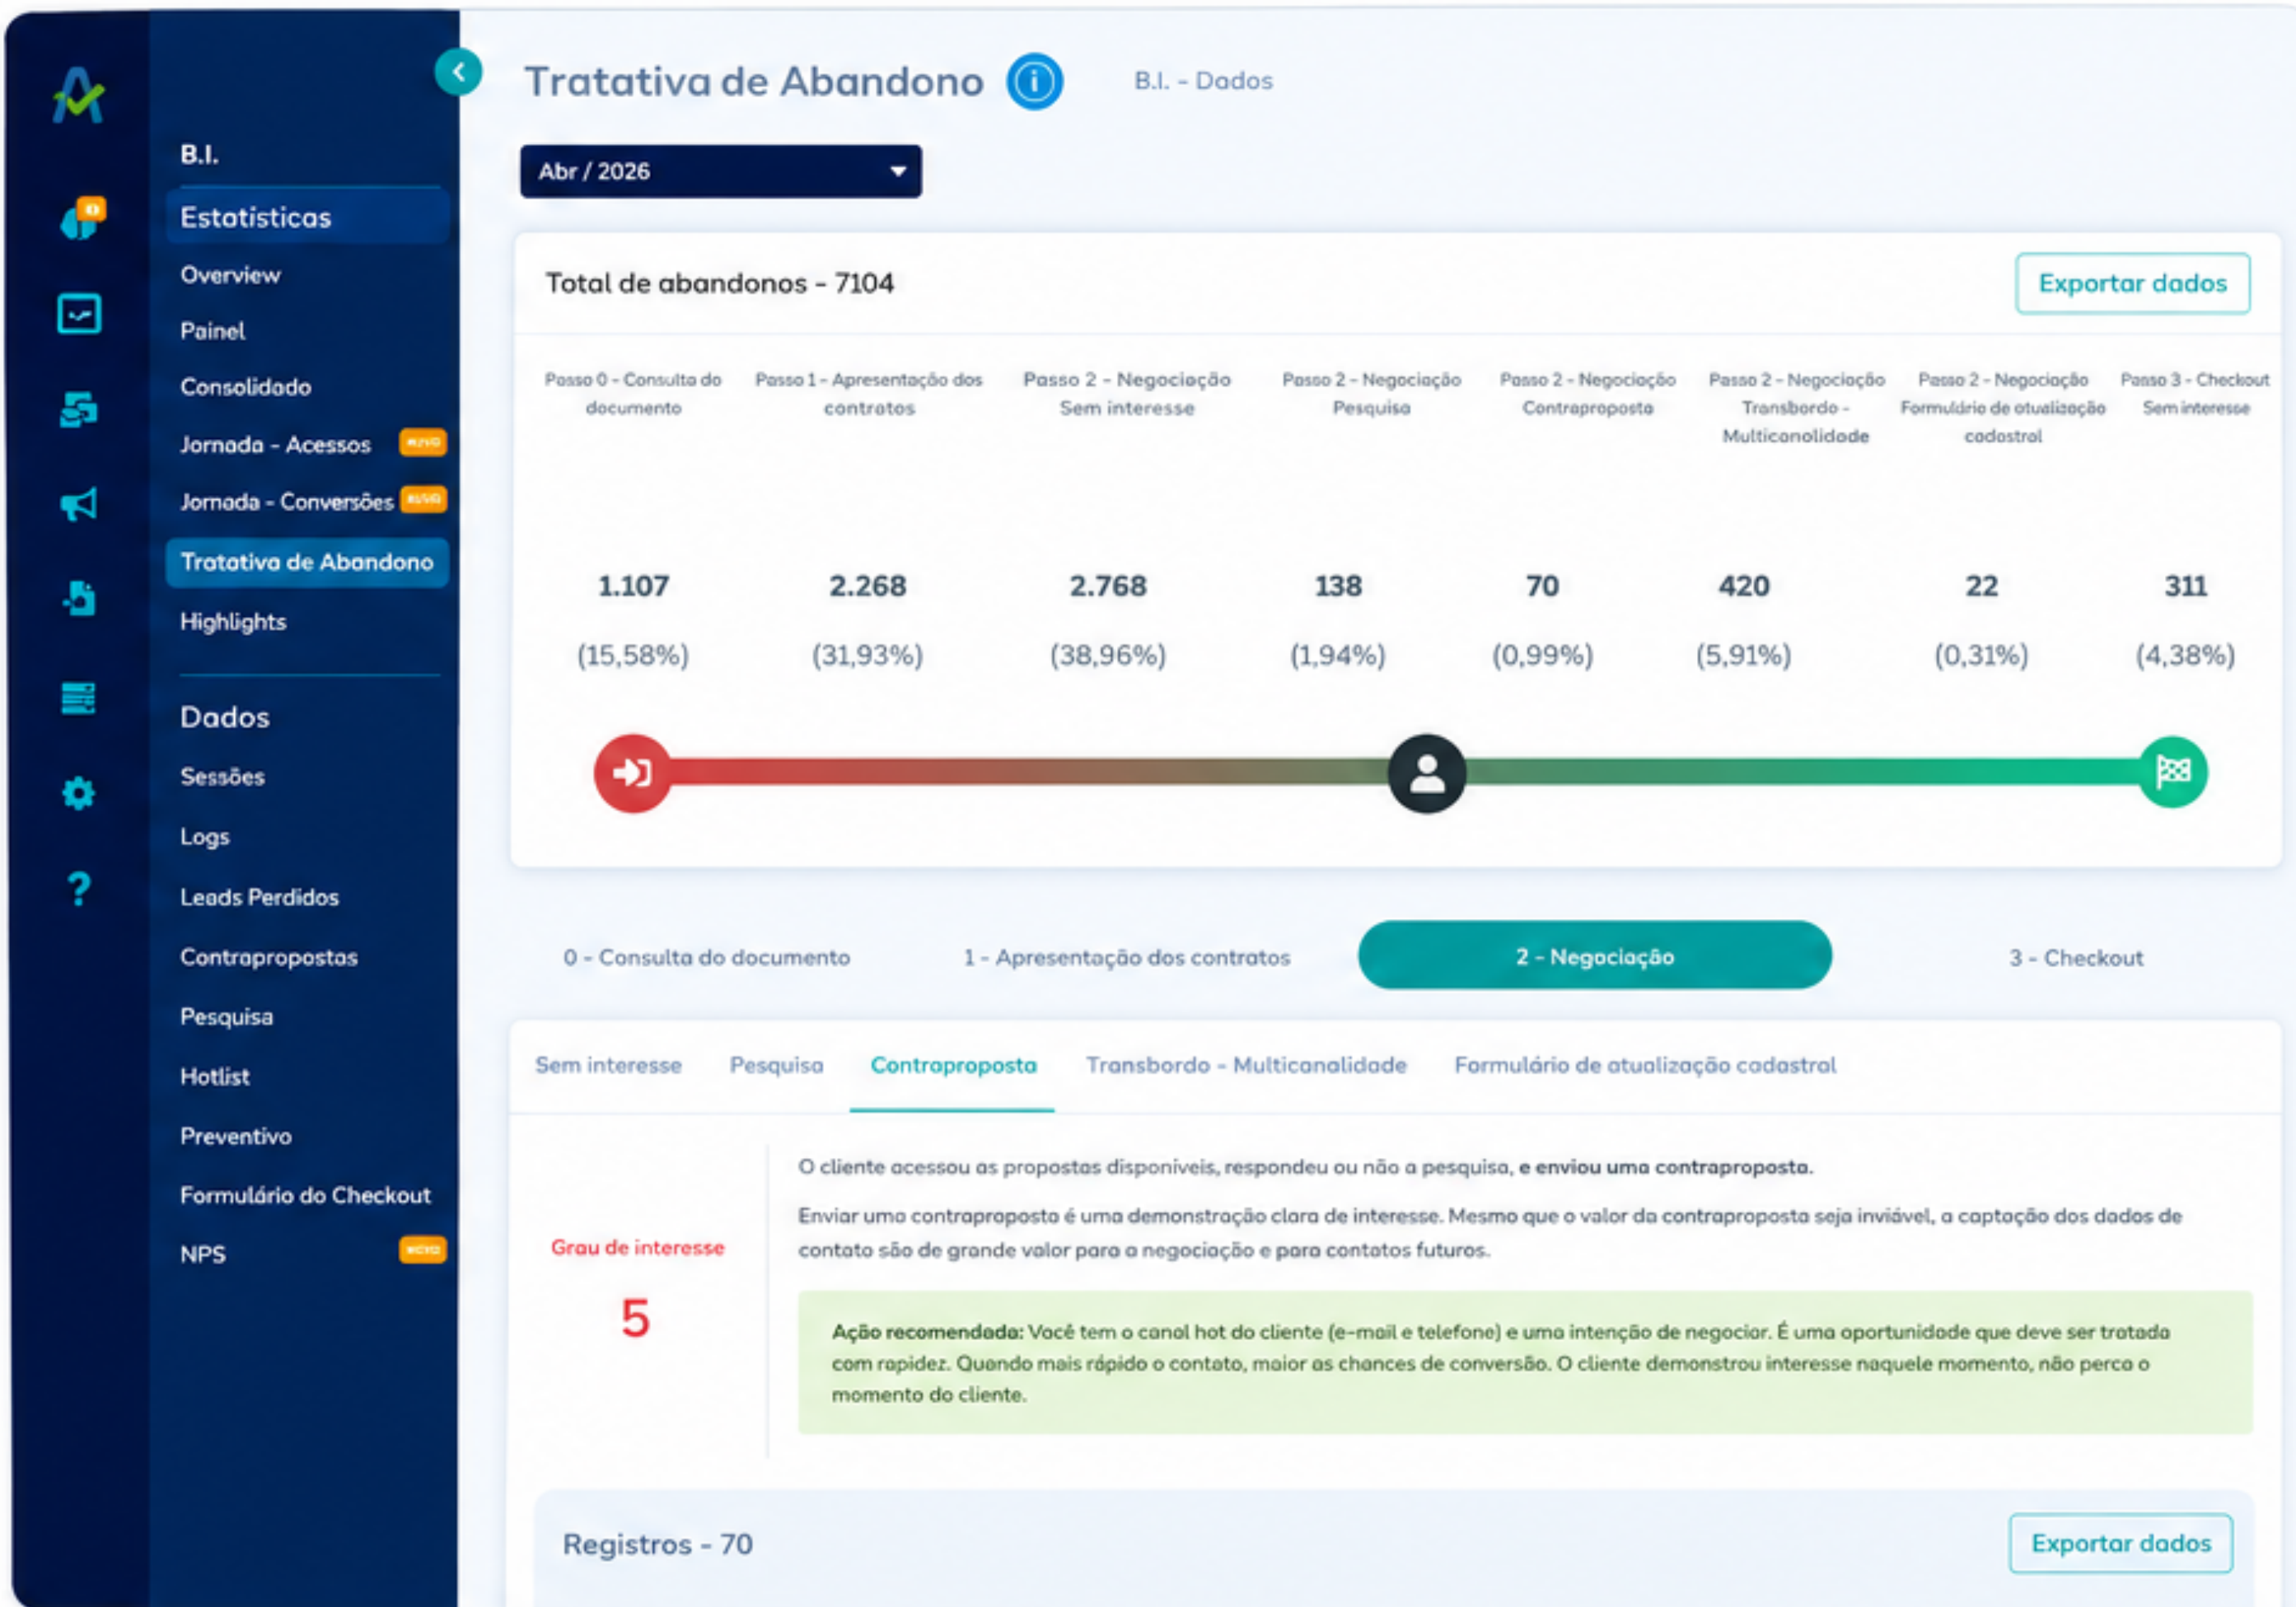 B.I.
Estatísticas
Overview
Painel
Consolidado
Jornada - Acessos
Jornada - Conversões
Tratativa de Abandono
Highlights
Dados
Sessões
Logs
Leads Perdidos
Contrapropostas
Pesquisa
Hotlist
Preventivo
Formulário do Checkout
NPS
Tratativa de Abandono
B.I. - Dados
Abr / 2026
Total de abandonos - 7104
Exportar dados
Passo 0 - Consulta do
documento
1.107
(15,58%)
Passo 1 - Apresentação dos
contratos
2.268
(31,93%)
Passo 2 - Negociação
Sem interesse
2.768
(38,96%)
Passo 2 - Negociação
Pesquisa
138
(1,94%)
Passo 2 - Negociação
Contraproposta
70
(0,99%)
Passo 2 - Negociação
Transbordo -
Multicanalidade
420
(5,91%)
Passo 2 - Negociação
Formulário de atualização
cadastral
22
(0,31%)
Passo 3 - Checkout
Sem interesse
311
(4,38%)
0 - Consulta do documento
1 - Apresentação dos contratos
2 - Negociação
3 - Checkout
Sem interesse
Pesquisa
Contraproposta
Transbordo - Multicanalidade
Formulário de atualização cadastral
Grau de interesse
5
O cliente acessou as propostas disponíveis, respondeu ou não a pesquisa, e enviou uma contraproposta.
Enviar uma contraproposta é uma demonstração clara de interesse. Mesmo que o valor da contraproposta seja inviável, a captação dos dados de
contato são de grande valor para a negociação e para contatos futuros.
Ação recomendada: Você tem o canal hot do cliente (e-mail e telefone) e uma intenção de negociar. É uma oportunidade que deve ser tratada
com rapidez. Quando mais rápido o contato, maior as chances de conversão. O cliente demonstrou interesse naquele momento, não perca o
momento do cliente.
Registros - 70
Exportar dados